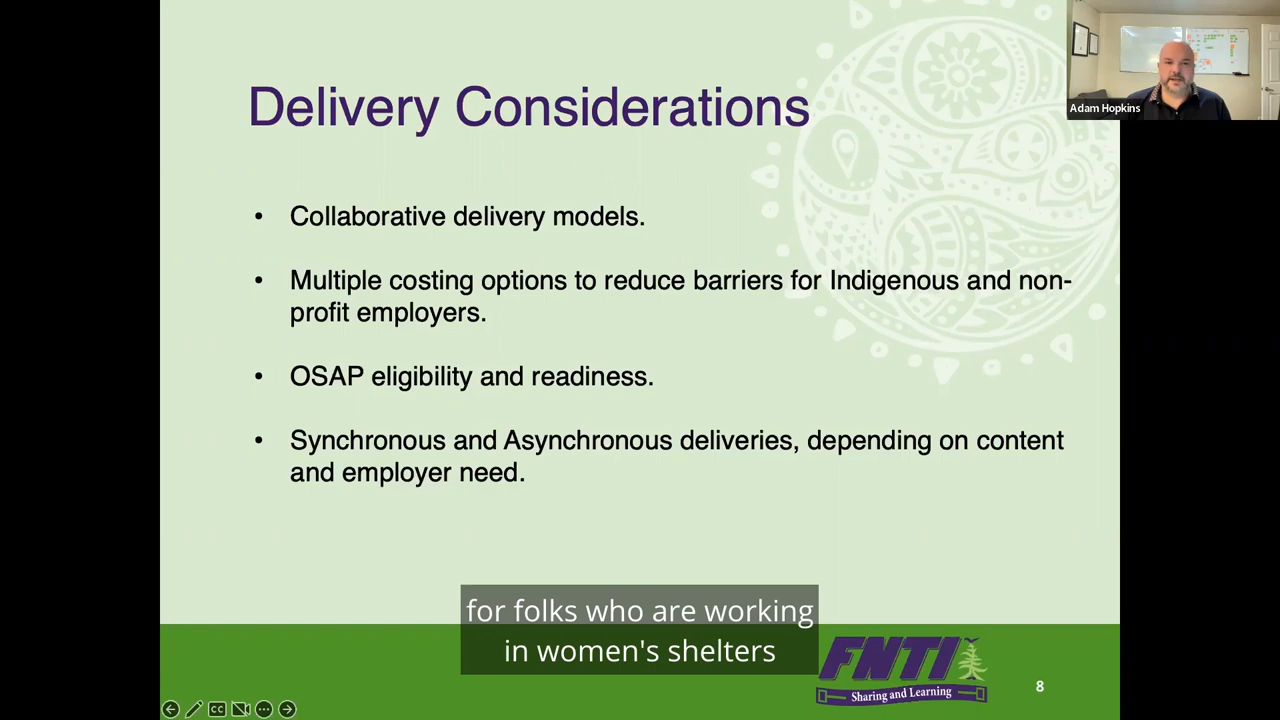 Delivery Considerations
Adam Hopkins
• Collaborative delivery models.
• Multiple costing options to reduce barriers for Indigenous and non-
profit employers.
• OSAP eligibility and readiness.
• Synchronous and Asynchronous deliveries, depending on content
and employer need.
for folks who are working
in women's shelters
FNTI
Sharing and Learning
8
CC